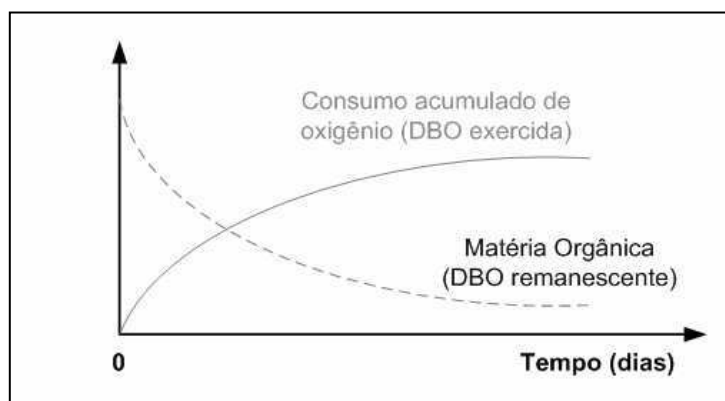 Consumo acumulado de
oxigênio (DBO exercida)
Matéria Orgânica
(DBO remanescente)
0
Tempo (dias)